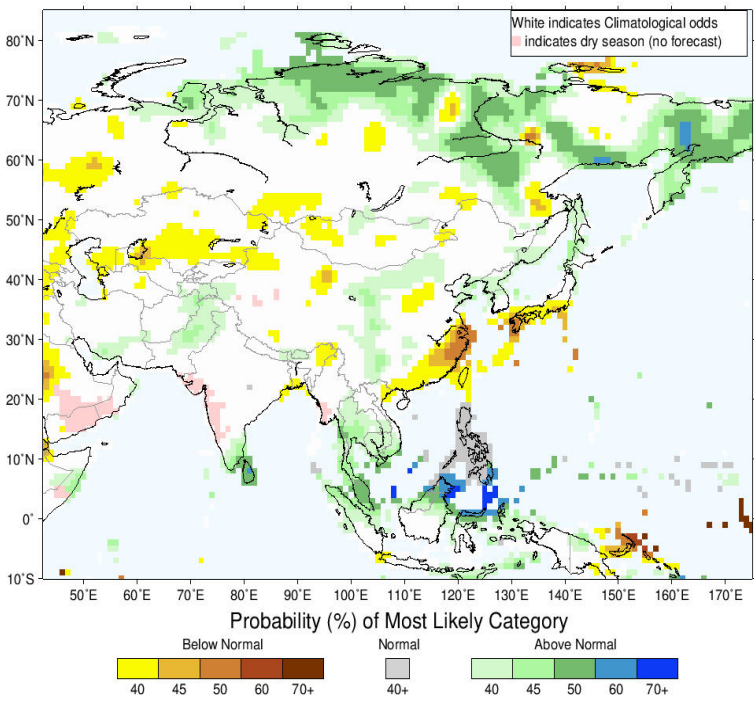 White indicates Climatological odds
indicates dry season (no forecast)
80˚N
70˚N
60˚N
50˚N
40˚N
30˚N
20˚N
10˚N
0˚
10˚S
50˚E 60˚E 70˚E 80˚E 90˚E 100˚E 110˚E 120˚E 130˚E 140˚E 150˚E 160˚E 170˚E
Probability (%) of Most Likely Category
Below Normal Normal Above Normal
40 45 50 60 70+ 40+ 40 45 50 60 70+